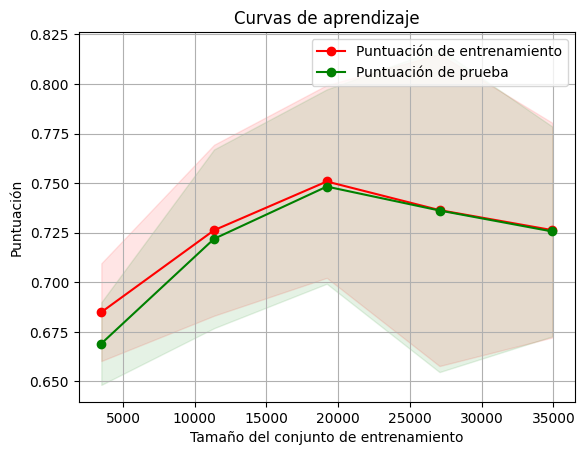 Curvas de aprendizaje
Puntuación de entrenamiento
Puntuación de prueba
Puntuación
0.825
0.800
0.775
0.750
0.725
0.700
0.675
0.650
5000 10000 15000 20000 25000 30000 35000
Tamaño del conjunto de entrenamiento